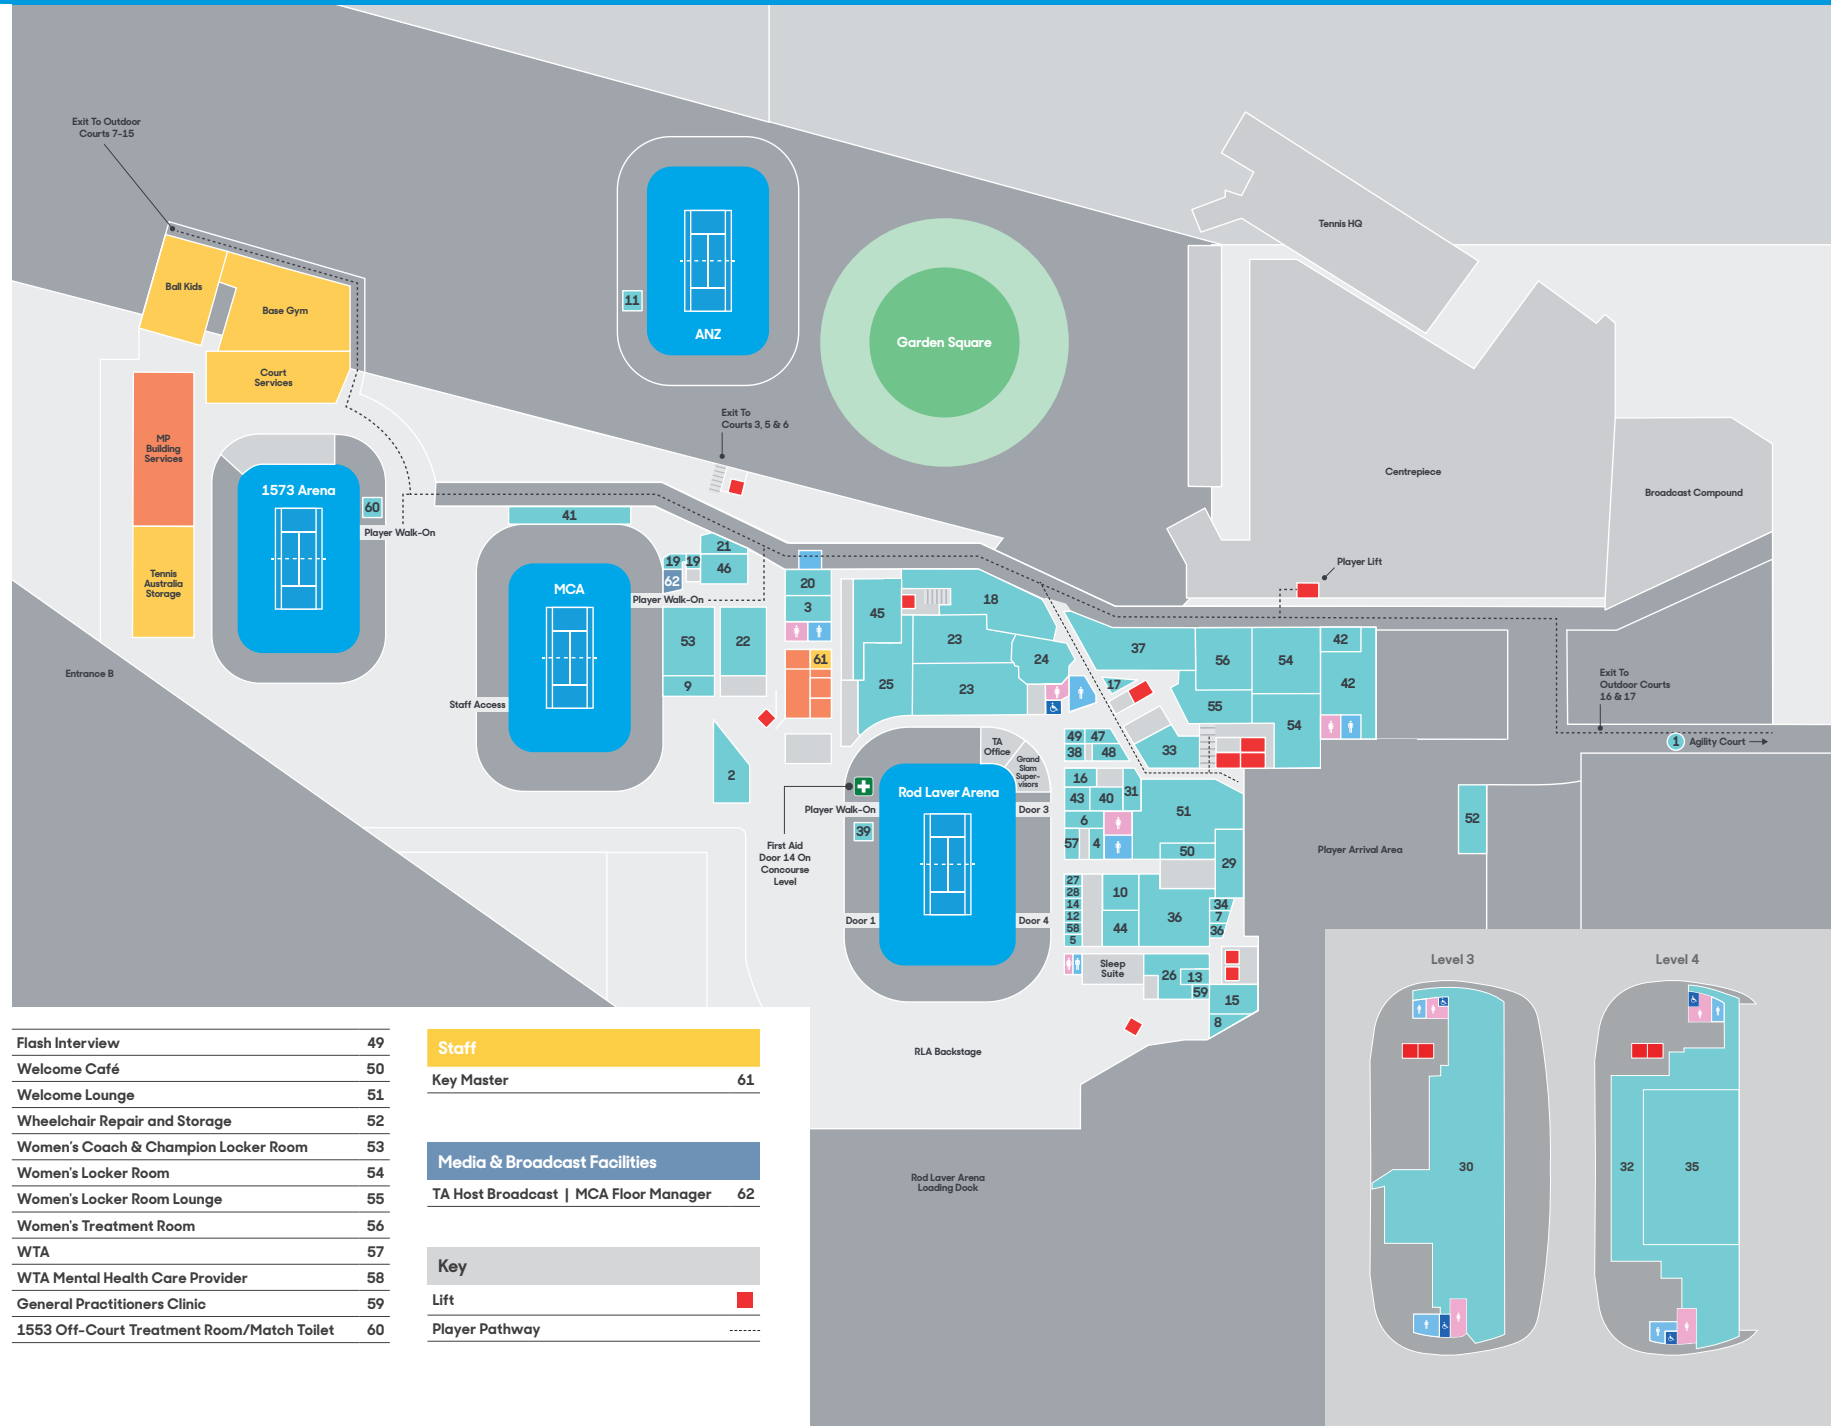 Exit To Outdoor
Courts 7-15
Tennis HQ
Ball Kids
Base Gym
11
ANZ
Garden Square
Court
Services
Exit To
Courts 3, 5 & 6
MP
Building
Services
Centrepiece
Broadcast Compound
1573 Arena
60
Player Walk-On
41
Tennis
Australia
Storage
MCA
19
19
21
46
62
Player Walk-On
Player Lift
20
3
45
18
53
22
23
61
24
37
56
54
42
42
Entrance B
9
25
23
17
55
54
Exit To
Outdoor Courts
16 & 17
Staff Access
1
Agility Court
2
TA
Office
Grand
Slam
Super-
visors
49
47
38
48
33
Rod Laver Arena
Player Walk-On
39
Door 3
16
43
40
31
51
6
57
4
50
29
52
Player Arrival Area
First Aid
Door 14 On
Concourse
Level
27
28
14
12
58
5
10
44
36
34
7
36
Door 1
Door 4
Sleep
Suite
26
13
59
15
8
RLA Backstage
Rod Laver Arena
Loading Dock
Level 3
Level 4
30
32
35
Flash Interview 49
Welcome Café 50
Welcome Lounge 51
Wheelchair Repair and Storage 52
Women's Coach & Champion Locker Room 53
Women's Locker Room 54
Women's Locker Room Lounge 55
Women's Treatment Room 56
WTA 57
WTA Mental Health Care Provider 58
General Practitioners Clinic 59
1553 Off-Court Treatment Room/Match Toilet 60
Staff
Key Master 61
Media & Broadcast Facilities
TA Host Broadcast | MCA Floor Manager 62
Key
Lift
Player Pathway